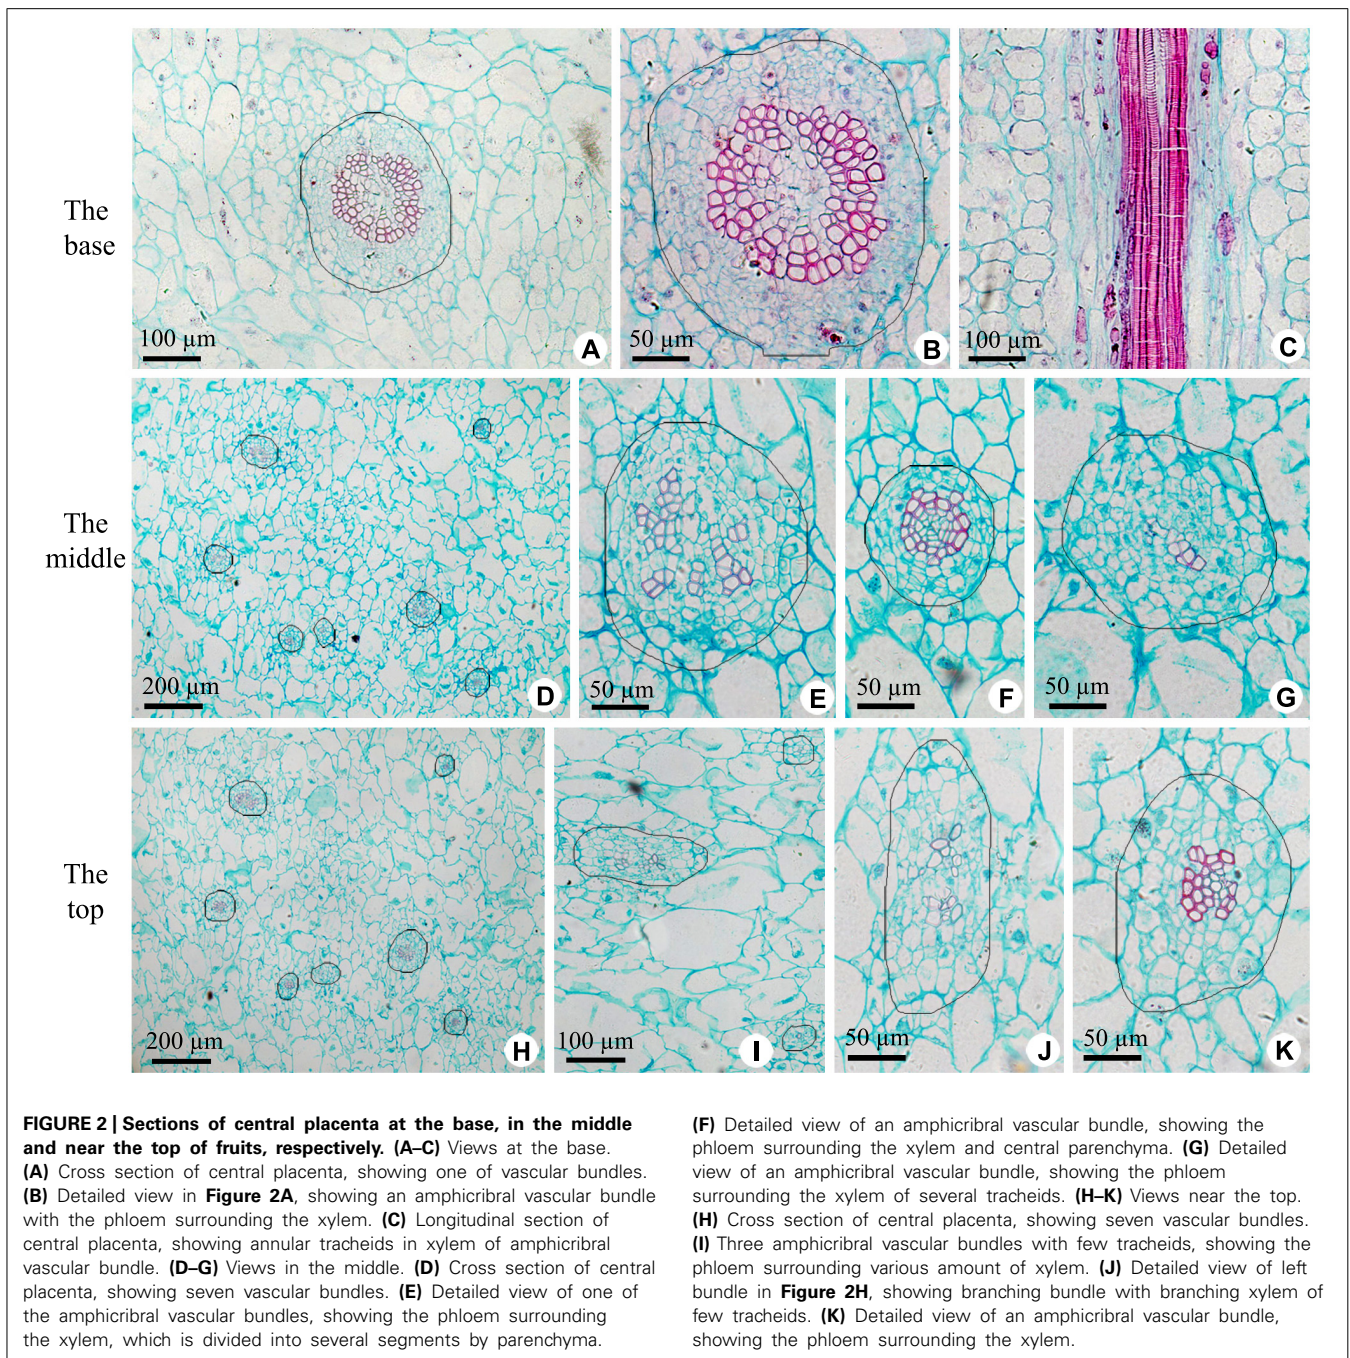 The
base
100 µm
A
50 µm
B
100 µm
C
The
middle
200 µm
D
50 µm
E
50 µm
F
50 µm
G
The
top
200 µm
H
100 µm
I
50 µm
J
50 µm
K
FIGURE 2 | Sections of central placenta at the base, in the middle
and near the top of fruits, respectively. (A–C) Views at the base.
(A) Cross section of central placenta, showing one of vascular bundles.
(B) Detailed view in Figure 2A, showing an amphicribral vascular bundle
with the phloem surrounding the xylem. (C) Longitudinal section of
central placenta, showing annular tracheids in xylem of amphicribral
vascular bundle. (D–G) Views in the middle. (D) Cross section of central
placenta, showing seven vascular bundles. (E) Detailed view of one of
the amphicribral vascular bundles, showing the phloem surrounding
the xylem, which is divided into several segments by parenchyma.
(F) Detailed view of an amphicribral vascular bundle, showing the
phloem surrounding the xylem and central parenchyma. (G) Detailed
view of an amphicribral vascular bundle, showing the phloem
surrounding the xylem of several tracheids. (H–K) Views near the top.
(H) Cross section of central placenta, showing seven vascular bundles.
(I) Three amphicribral vascular bundles with few tracheids, showing the
phloem surrounding various amount of xylem. (J) Detailed view of left
bundle in Figure 2H, showing branching bundle with branching xylem of
few tracheids. (K) Detailed view of an amphicribral vascular bundle,
showing the phloem surrounding the xylem.